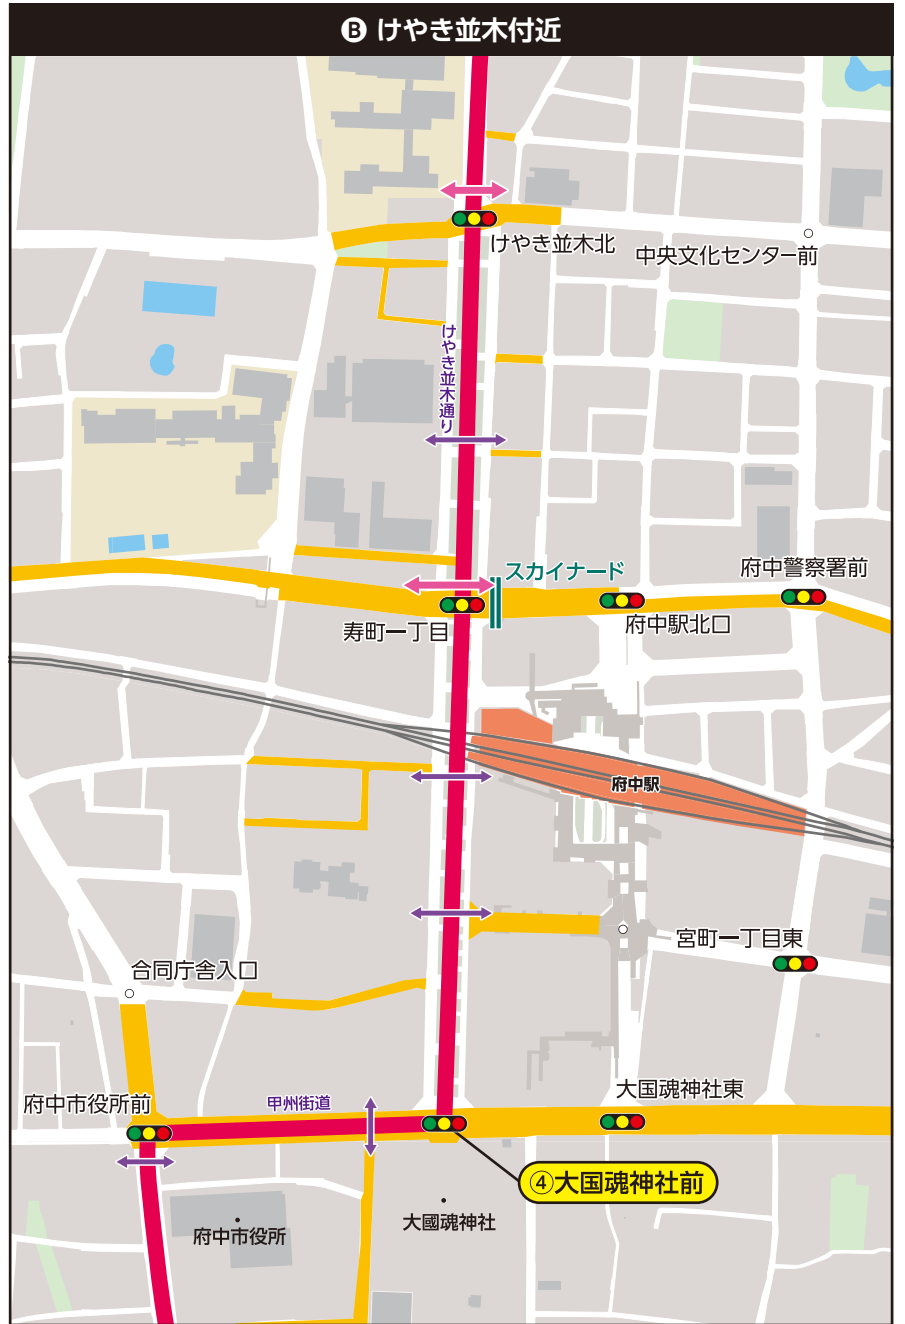 B けやき並木付近
けやき並木北
中央文化センター前
けやき並木通り
スカイナード
府中警察署前
寿町一丁目
府中駅北口
府中駅
宮町一丁目東
合同庁舎入口
大国魂神社東
府中市役所前
甲州街道
④大国魂神社前
大國魂神社
府中市役所